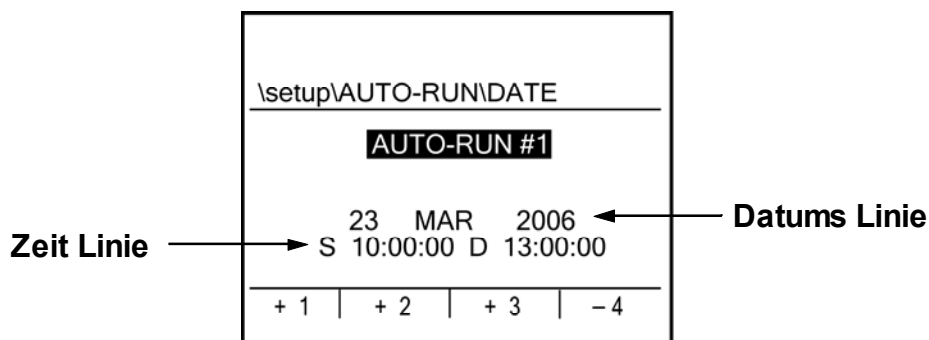 \setup\AUTO-RUN\DATE
AUTO-RUN #1
23 MAR 2006
Datums Linie
Zeit Linie
S 10:00:00 D 13:00:00
+ 1 + 2 + 3 – 4